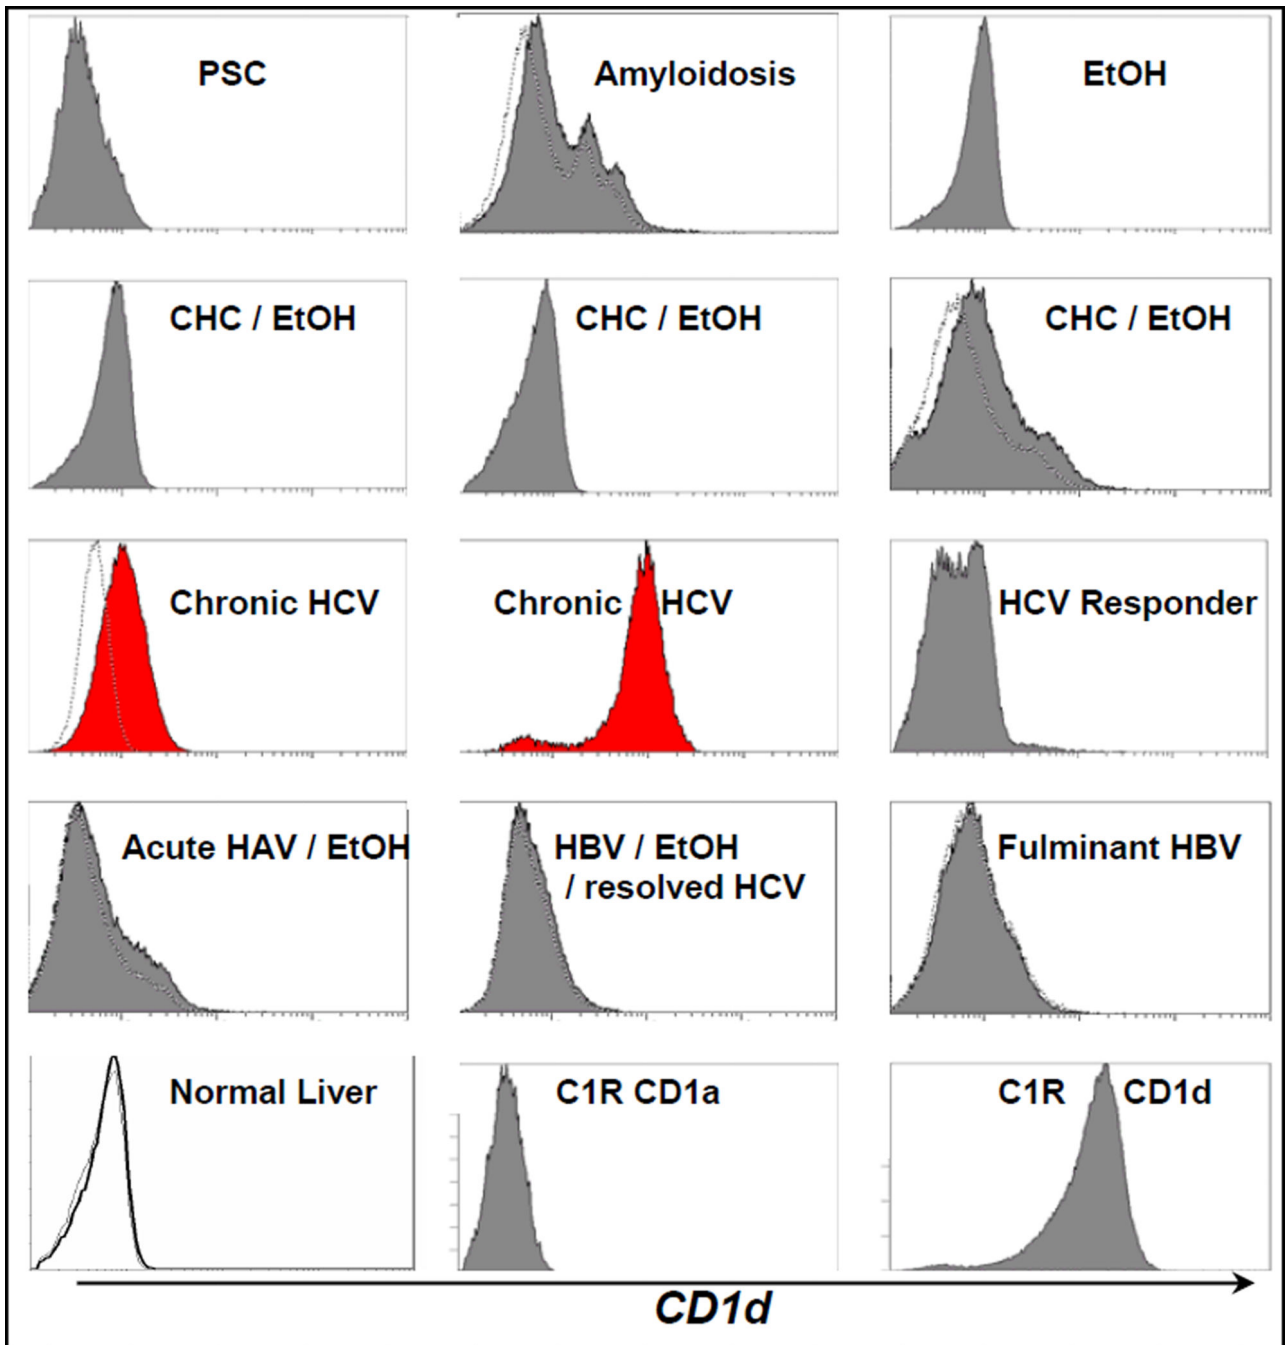 PSC
Amyloidosis
EtOH
CHC / EtOH
CHC / EtOH
CHC / EtOH
Chronic HCV
Chronic HCV
HCV Responder
Acute HAV / EtOH
HBV / EtOH
/ resolved HCV
Fulminant HBV
Normal Liver
C1R CD1a
C1R CD1d
CD1d